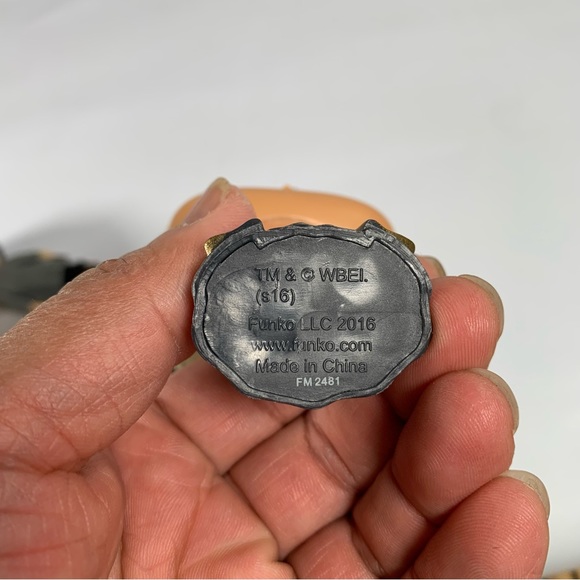 TM & © WBEI.
(s16)
Funko LLC 2016
www.funko.com
Made in China
FM 2481